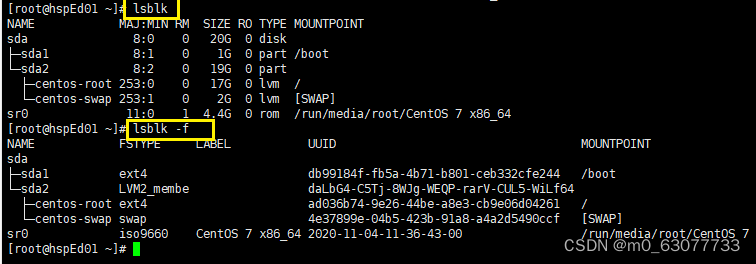 [root@hspEd01 ~]# lsblk
NAME            MAJ:MIN RM  SIZE RO TYPE MOUNTPOINT
sda               8:0    0   20G  0 disk
├─sda1            8:1    0    1G  0 part /boot
└─sda2            8:2    0   19G  0 part
  ├─centos-root 253:0    0   17G  0 lvm  /
  └─centos-swap 253:1    0    2G  0 lvm  [SWAP]
sr0              11:0    1  4.4G  0 rom  /run/media/root/CentOS 7 x86_64
[root@hspEd01 ~]# lsblk -f
NAME            FSTYPE    LABEL           UUID                                   MOUNTPOINT
sda
├─sda1          ext4                      db99184f-fb5a-4b71-b801-ceb332cfe244   /boot
└─sda2          LVM2_membe                daLbG4-C5Tj-8WJg-WEQP-rarV-CUL5-WiLf64
  ├─centos-root ext4                      ad036b74-9e26-44be-a8e3-cb9e06d04261   /
  └─centos-swap swap                      4e37899e-04b5-423b-91a8-a4a2d5490ccf   [SWAP]
sr0             iso9660   CentOS 7 x86_64 2020-11-04-11-36-43-00                 /run/media/root/CentOS 7
[root@hspEd01 ~]#
CSDN @m0_63077733